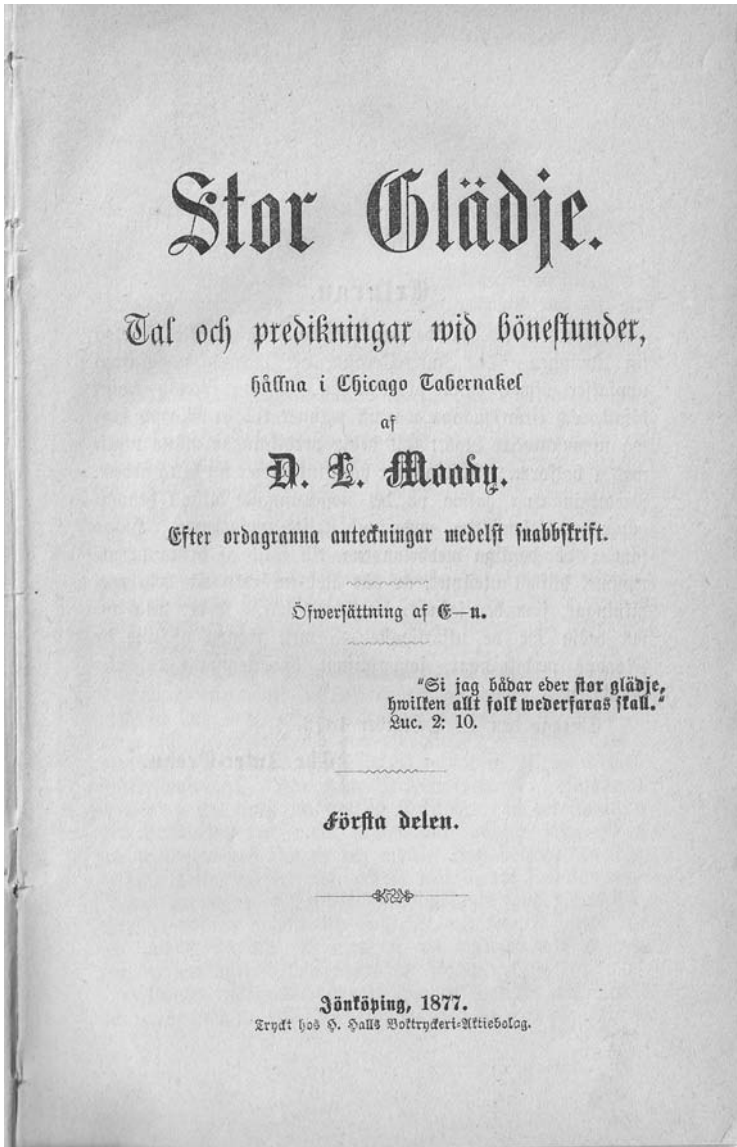 Stor Glädje.
Tal och predikningar wid bönestunder,
hållna i Chicago Tabernakel
af
D. L. Moody.
Efter ordagranna anteckningar medelst snabbskrift.
Öfwersättning af E—n.
"Si jag bådar eder stor glädje,
hwilken allt folk wederfaras skall."
Luc. 2: 10.
Första delen.
Jönköping, 1877.
Tryckt hos H. Halls Boktryckeri-Aktiebolag.